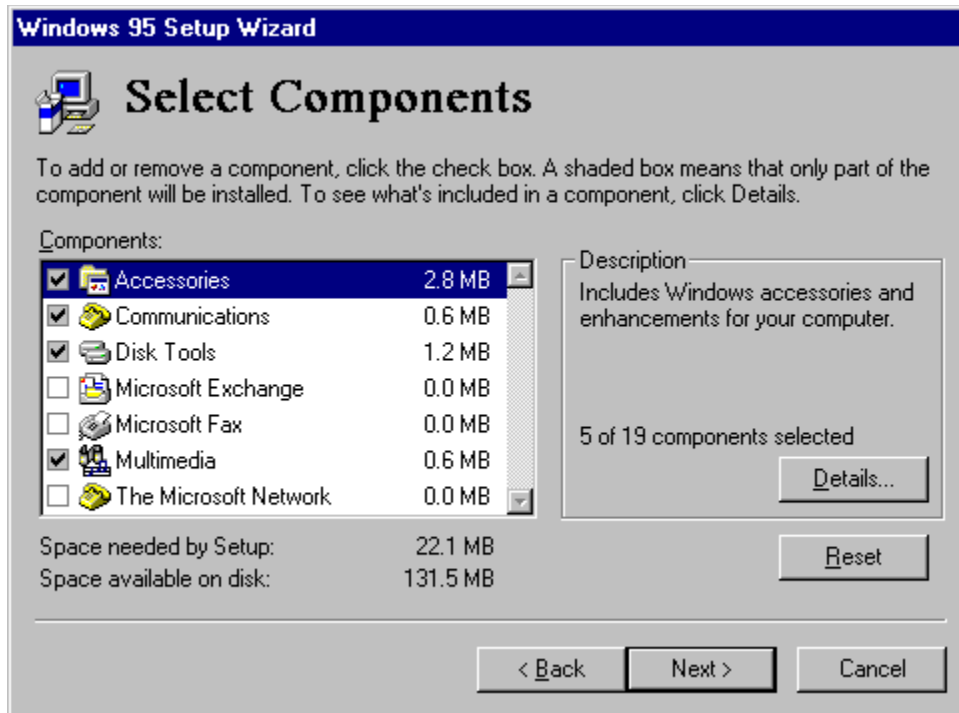 Windows 95 Setup Wizard
Select Components
To add or remove a component, click the check box. A shaded box means that only part of the
component will be installed. To see what's included in a component, click Details.
Components:
Accessories 2.8 MB
Communications 0.6 MB
Disk Tools 1.2 MB
Microsoft Exchange 0.0 MB
Microsoft Fax 0.0 MB
Multimedia 0.6 MB
The Microsoft Network 0.0 MB
Description
Includes Windows accessories and
enhancements for your computer.
5 of 19 components selected
Details...
Space needed by Setup: 22.1 MB
Space available on disk: 131.5 MB
Reset
< Back Next > Cancel